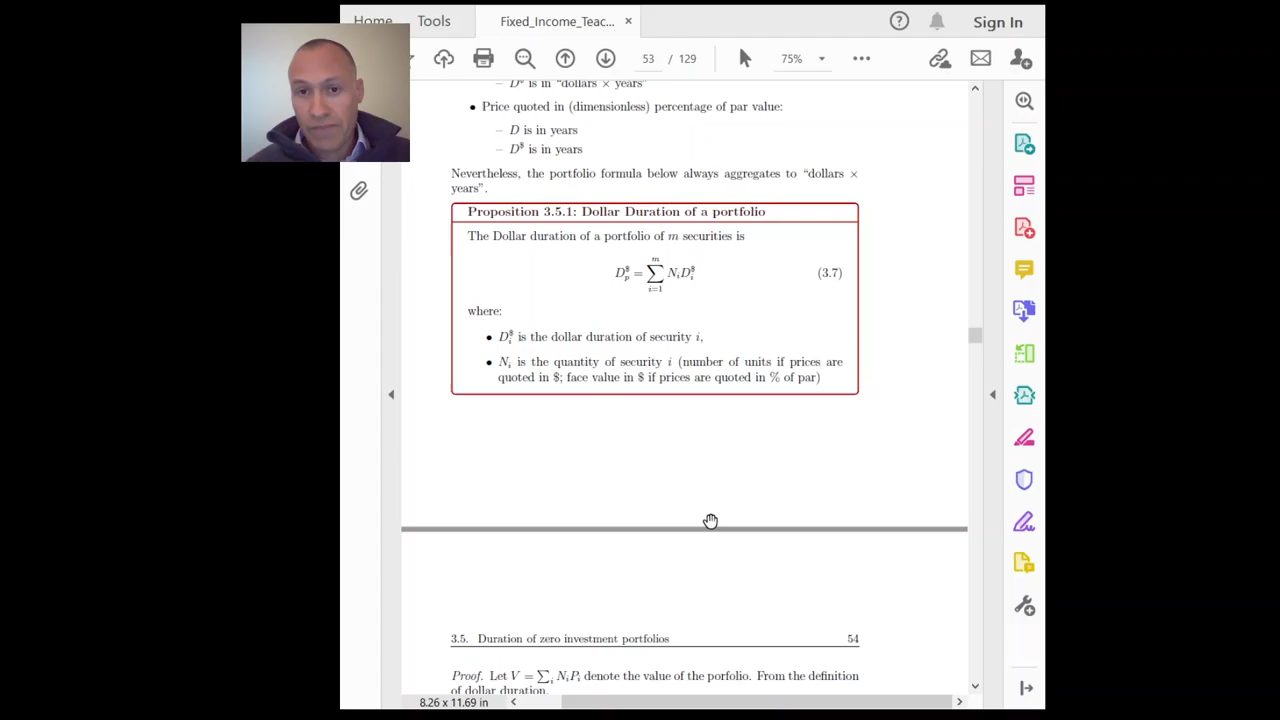 Home
Tools
Fixed_Income_Teac... ×
? Sign In
53 / 129
75%
– D$ is in “dollars × years”
• Price quoted in (dimensionless) percentage of par value:
– D is in years
– D$ is in years
Nevertheless, the portfolio formula below always aggregates to “dollars ×
years”.
Proposition 3.5.1: Dollar Duration of a portfolio
The Dollar duration of a portfolio of m securities is
D_p^$ = ∑_{i=1}^{m} N_i D_i^$ (3.7)
where:
• D_i^$ is the dollar duration of security i,
• N_i is the quantity of security i (number of units if prices are
quoted in $; face value in $ if prices are quoted in % of par)
3.5. Duration of zero investment portfolios 54
Proof. Let V = ∑_i N_i P_i denote the value of the porfolio. From the definition
of dollar duration,
8.26 x 11.69 in